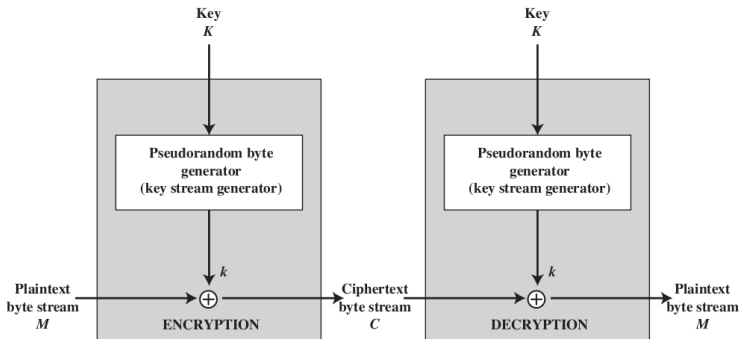 Key
K
Key
K
Pseudorandom byte
generator
(key stream generator)
Pseudorandom byte
generator
(key stream generator)
k
k
Plaintext
byte stream
M
ENCRYPTION
Ciphertext
byte stream
C
DECRYPTION
Plaintext
byte stream
M